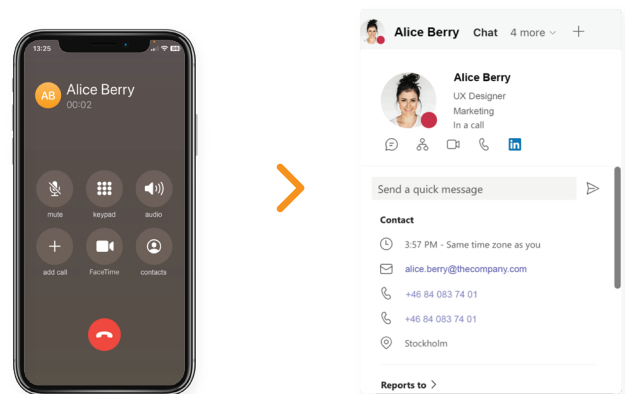 13:25
AB
Alice Berry
00:02
mute keypad audio
add call FaceTime contacts
Alice Berry Chat 4 more
Alice Berry
UX Designer
Marketing
In a call
in
Send a quick message
Contact
3:57 PM - Same time zone as you
alice.berry@thecompany.com
+46 84 083 74 01
+46 84 083 74 01
Stockholm
Reports to >